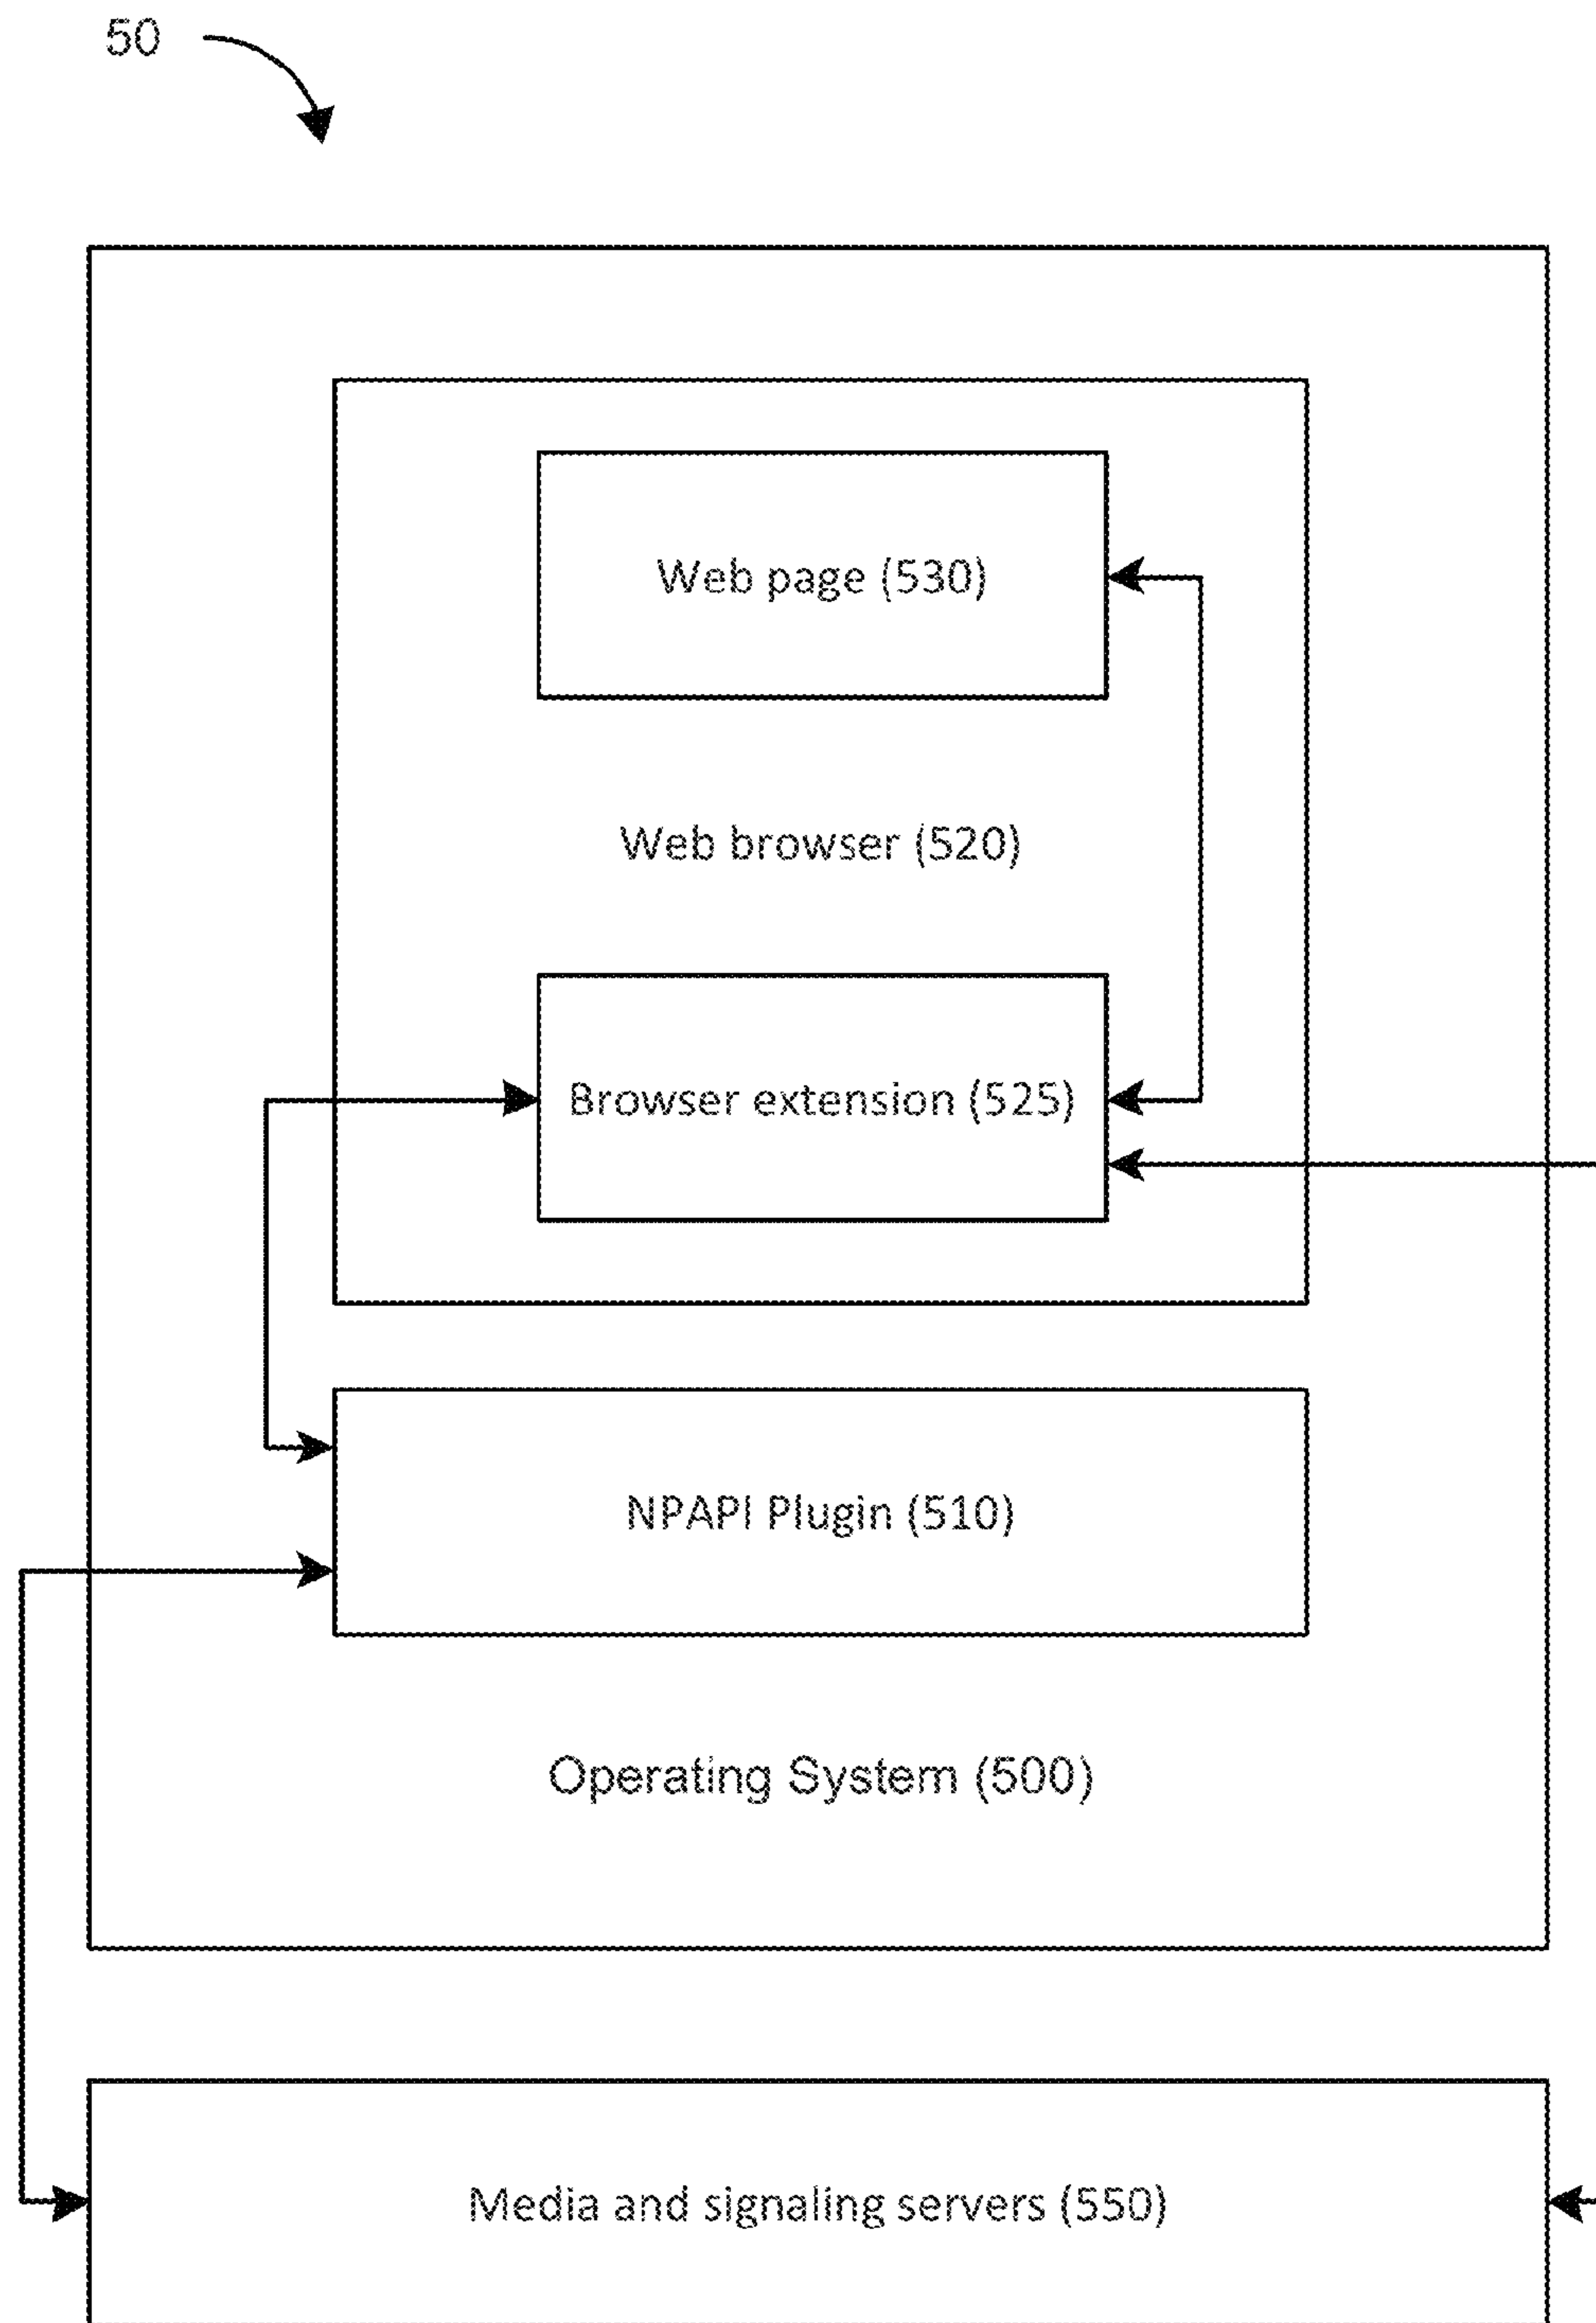 50
Web page (530)
Web browser (520)
Browser extension (525)
NPAPI Plugin (510)
Operating System (500)
Media and signaling servers (550)